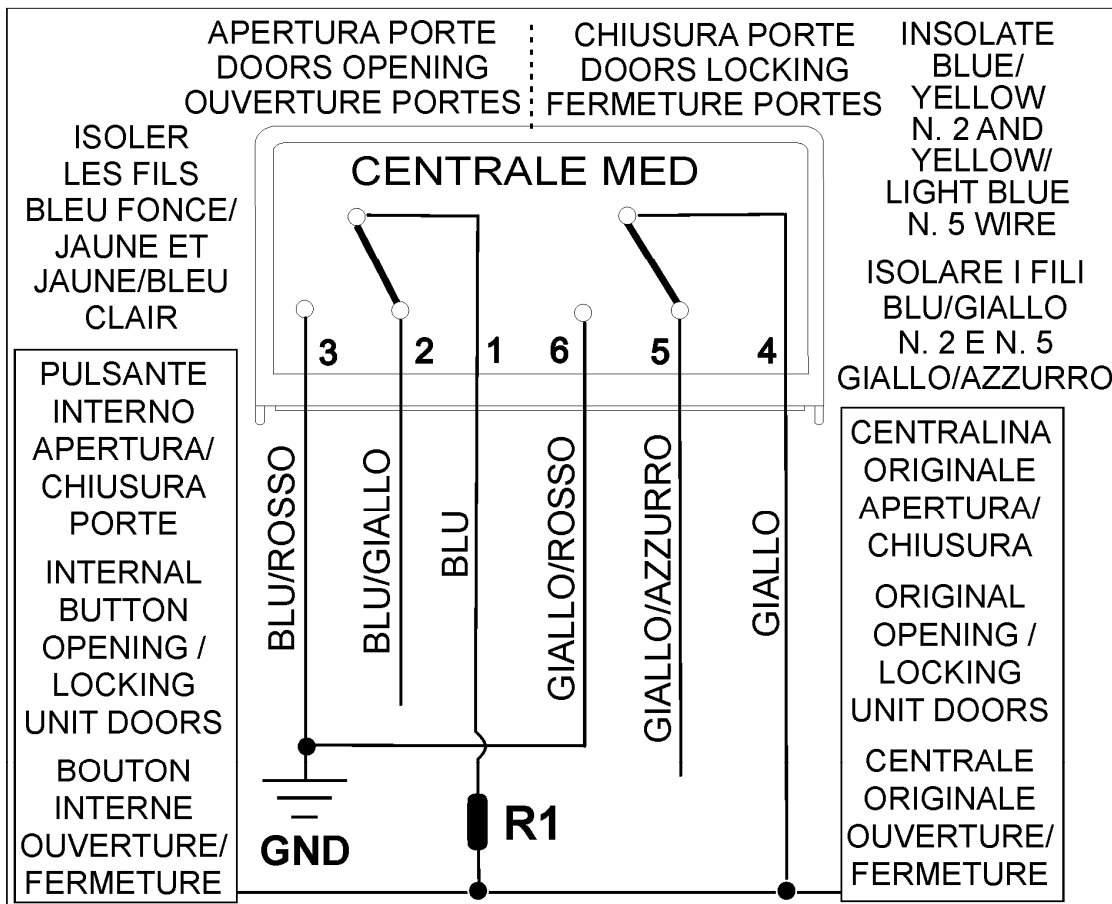 APERTURA PORTE
DOORS OPENING
OUVERTURE PORTES
CHIUSURA PORTE
DOORS LOCKING
FERMETURE PORTES
INSOLATE
BLUE/
YELLOW
N. 2 AND
YELLOW/
LIGHT BLUE
N. 5 WIRE
ISOLER
LES FILS
BLEU FONCE/
JAUNE ET
JAUNE/BLEU
CLAIR
CENTRALE MED
ISOLARE I FILI
BLU/GIALLO
N. 2 E N. 5
GIALLO/AZZURRO
3
2
1
6
5
4
PULSANTE
INTERNO
APERTURA/
CHIUSURA
PORTE
INTERNAL
BUTTON
OPENING /
LOCKING
UNIT DOORS
BOUTON
INTERNE
OUVERTURE/
FERMETURE
BLU/ROSSO
BLU/GIALLO
BLU
GIALLO/ROSSO
GIALLO/AZZURRO
GIALLO
GND
R1
CENTRALINA
ORIGINALE
APERTURA/
CHIUSURA
ORIGINAL
OPENING /
LOCKING
UNIT DOORS
CENTRALE
ORIGINALE
OUVERTURE/
FERMETURE